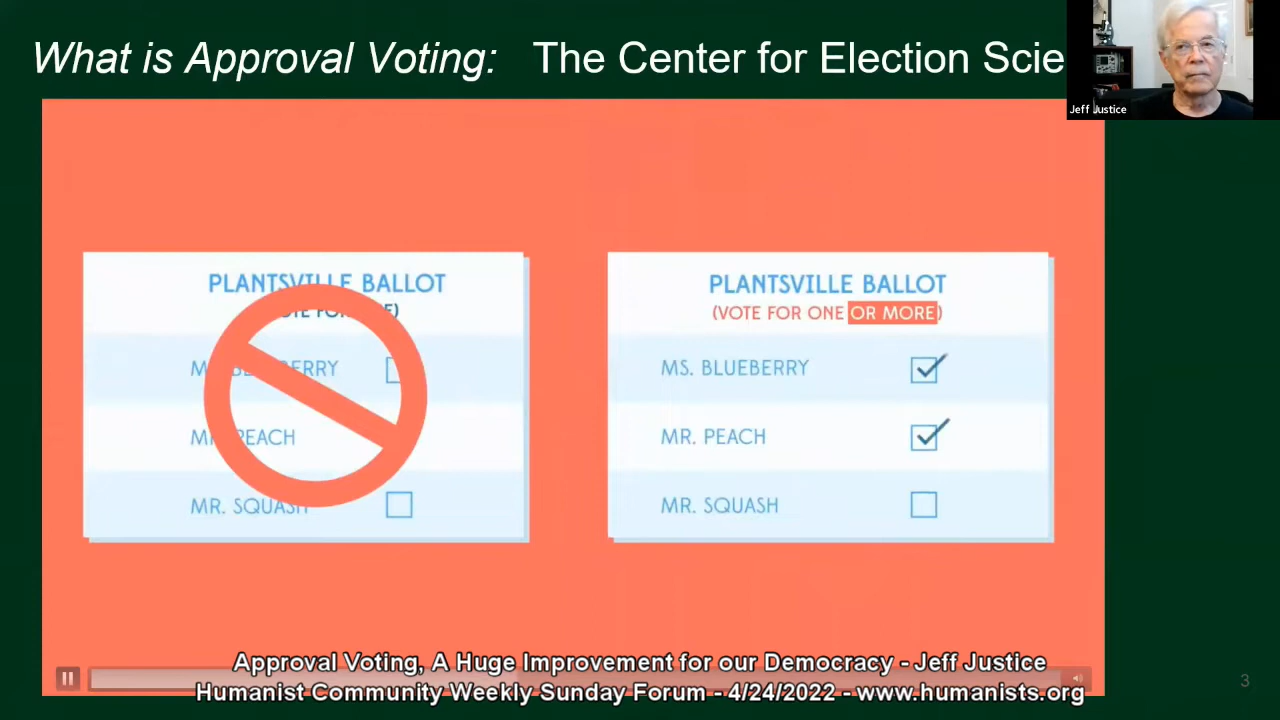 What is Approval Voting: The Center for Election Scie
Jeff Justice
PLANTSVILLE BALLOT
MR. SQUASH
PLANTSVILLE BALLOT
(VOTE FOR ONE OR MORE)
MS. BLUEBERRY
MR. PEACH
MR. SQUASH
Approval Voting, A Huge Improvement for our Democracy - Jeff Justice
Humanist Community Weekly Sunday Forum - 4/24/2022 - www.humanists.org
3